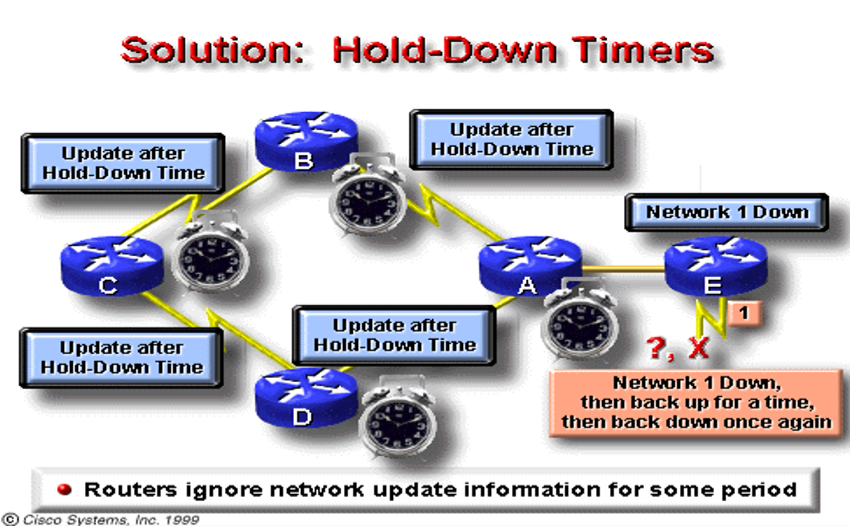 Solution: Hold-Down Timers
Update after
Hold-Down Time
B
Update after
Hold-Down Time
Network 1 Down
C
A
E
1
Update after
Hold-Down Time
Update after
Hold-Down Time
?, X
D
Network 1 Down,
then back up for a time,
then back down once again
Routers ignore network update information for some period
© Cisco Systems, Inc. 1999